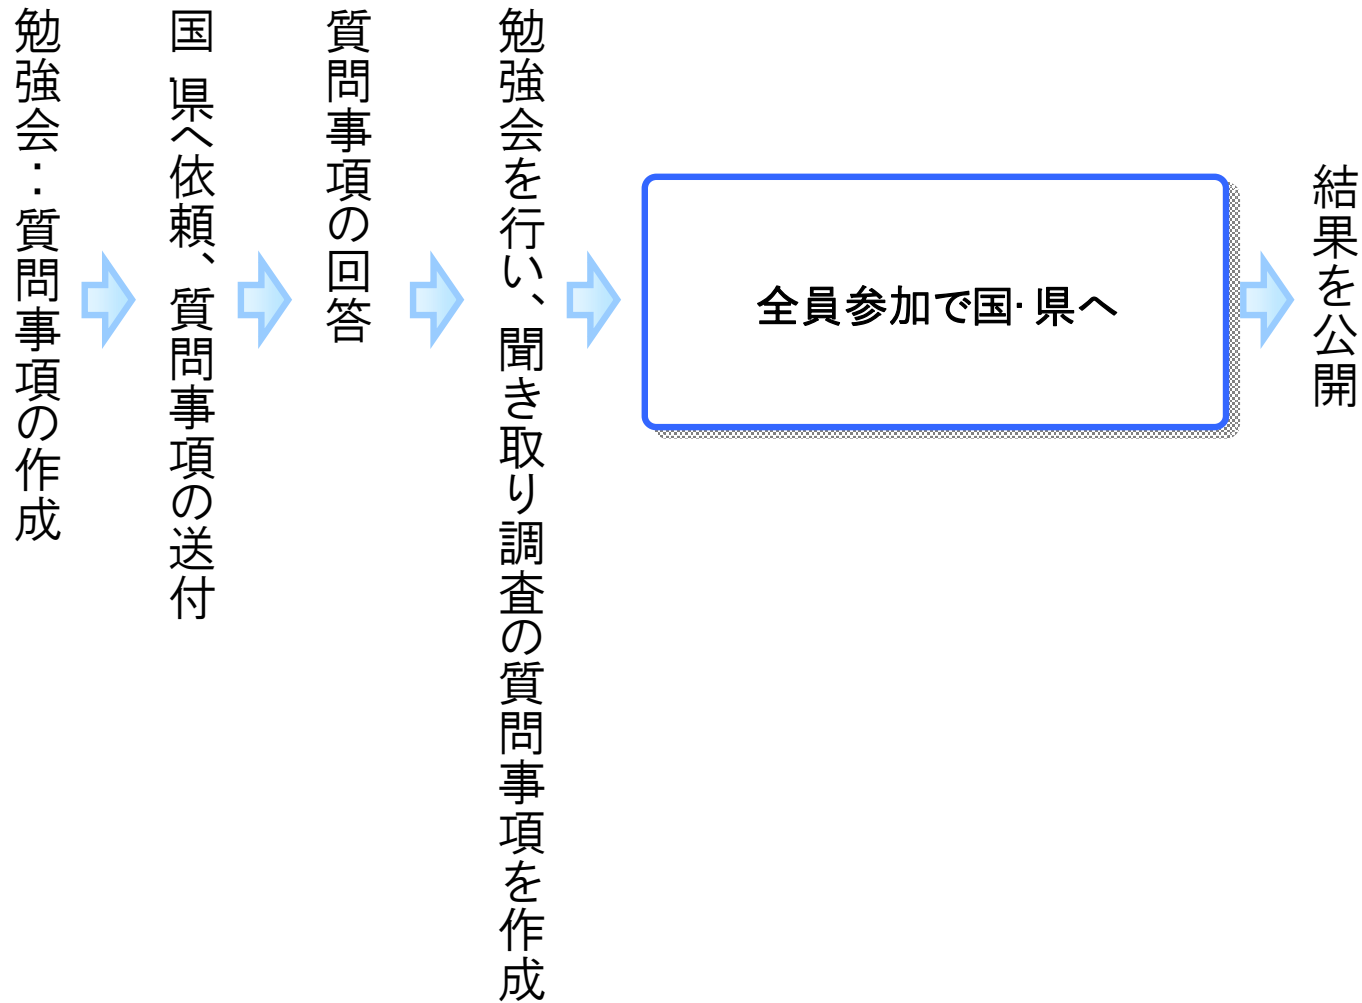 勉強会：質問事項の作成
国・県へ依頼、質問事項の送付
質問事項の回答
勉強会を行い、聞き取り調査の質問事項を作成
全員参加で国・県へ
結果を公開